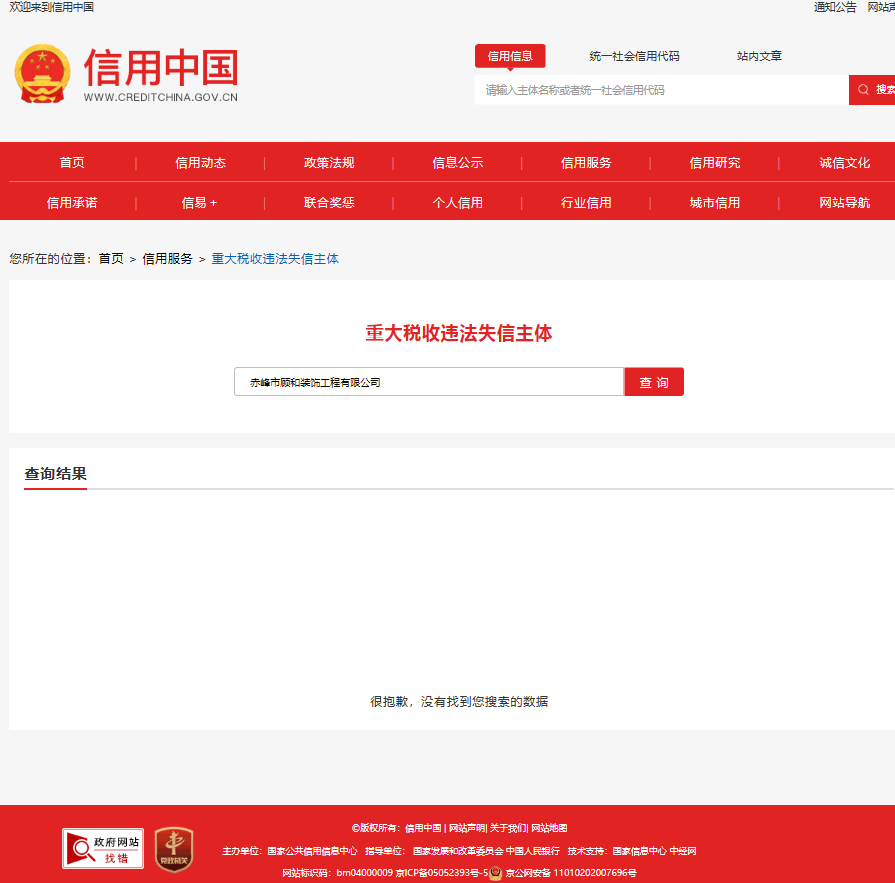 欢迎来到信用中国 通知公告 网站声
信用中国
WWW.CREDITCHINA.GOV.CN
信用信息 统一社会信用代码 站内文章
请输入主体名称或者统一社会信用代码 搜索
首页 | 信用动态 | 政策法规 | 信息公示 | 信用服务 | 信用研究 | 诚信文化
信用承诺 | 信易 + | 联合奖惩 | 个人信用 | 行业信用 | 城市信用 | 网站导航
您所在的位置：首页 > 信用服务 > 重大税收违法失信主体
重大税收违法失信主体
赤峰市顾和装饰工程有限公司 查 询
查询结果
很抱歉，没有找到您搜索的数据
政府网站
找错
党政机关
©版权所有：信用中国 | 网站声明| 关于我们| 网站地图
主办单位：国家公共信用信息中心 指导单位： 国家发展和改革委员会 中国人民银行 技术支持：国家信息中心 中经网
网站标识码：bm04000009 京ICP备05052393号-5 京公网安备 11010202007696号